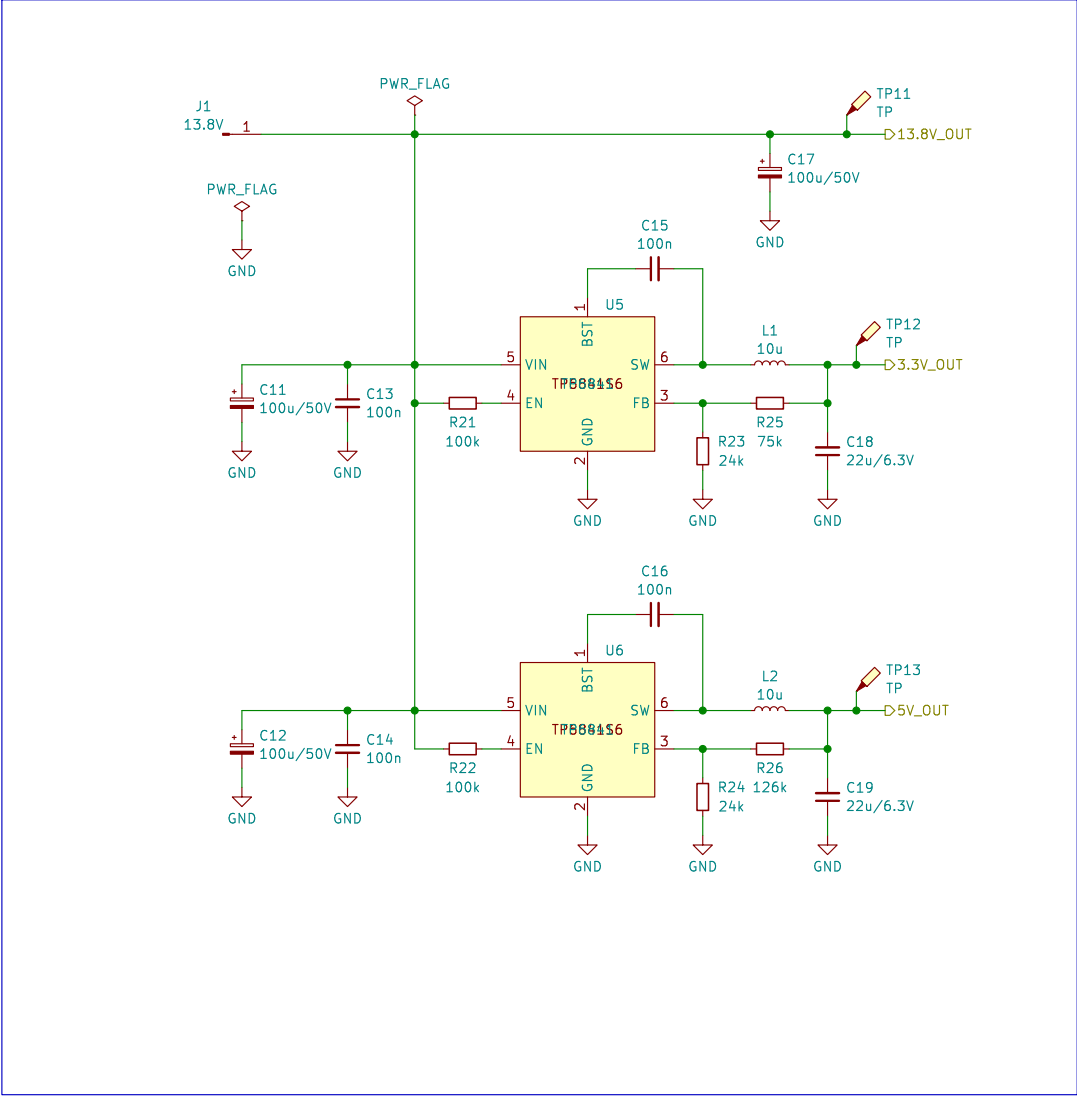 PWR_FLAG
J1
13.8V
1
TP11
TP
13.8V_OUT
C17
100u/50V
GND
PWR_FLAG
GND
C15
100n
U5
1
BST
5
VIN
SW
6
4
EN
FB
3
GND
2
GND
L1
10u
TP12
TP
3.3V_OUT
C11
100u/50V
GND
C13
100n
GND
R21
100k
R23
24k
GND
R25
75k
C18
22u/6.3V
GND
C16
100n
U6
1
BST
5
VIN
SW
6
4
EN
FB
3
GND
2
GND
L2
10u
TP13
TP
5V_OUT
C12
100u/50V
GND
C14
100n
GND
R22
100k
R24
24k
GND
R26
126k
C19
22u/6.3V
GND